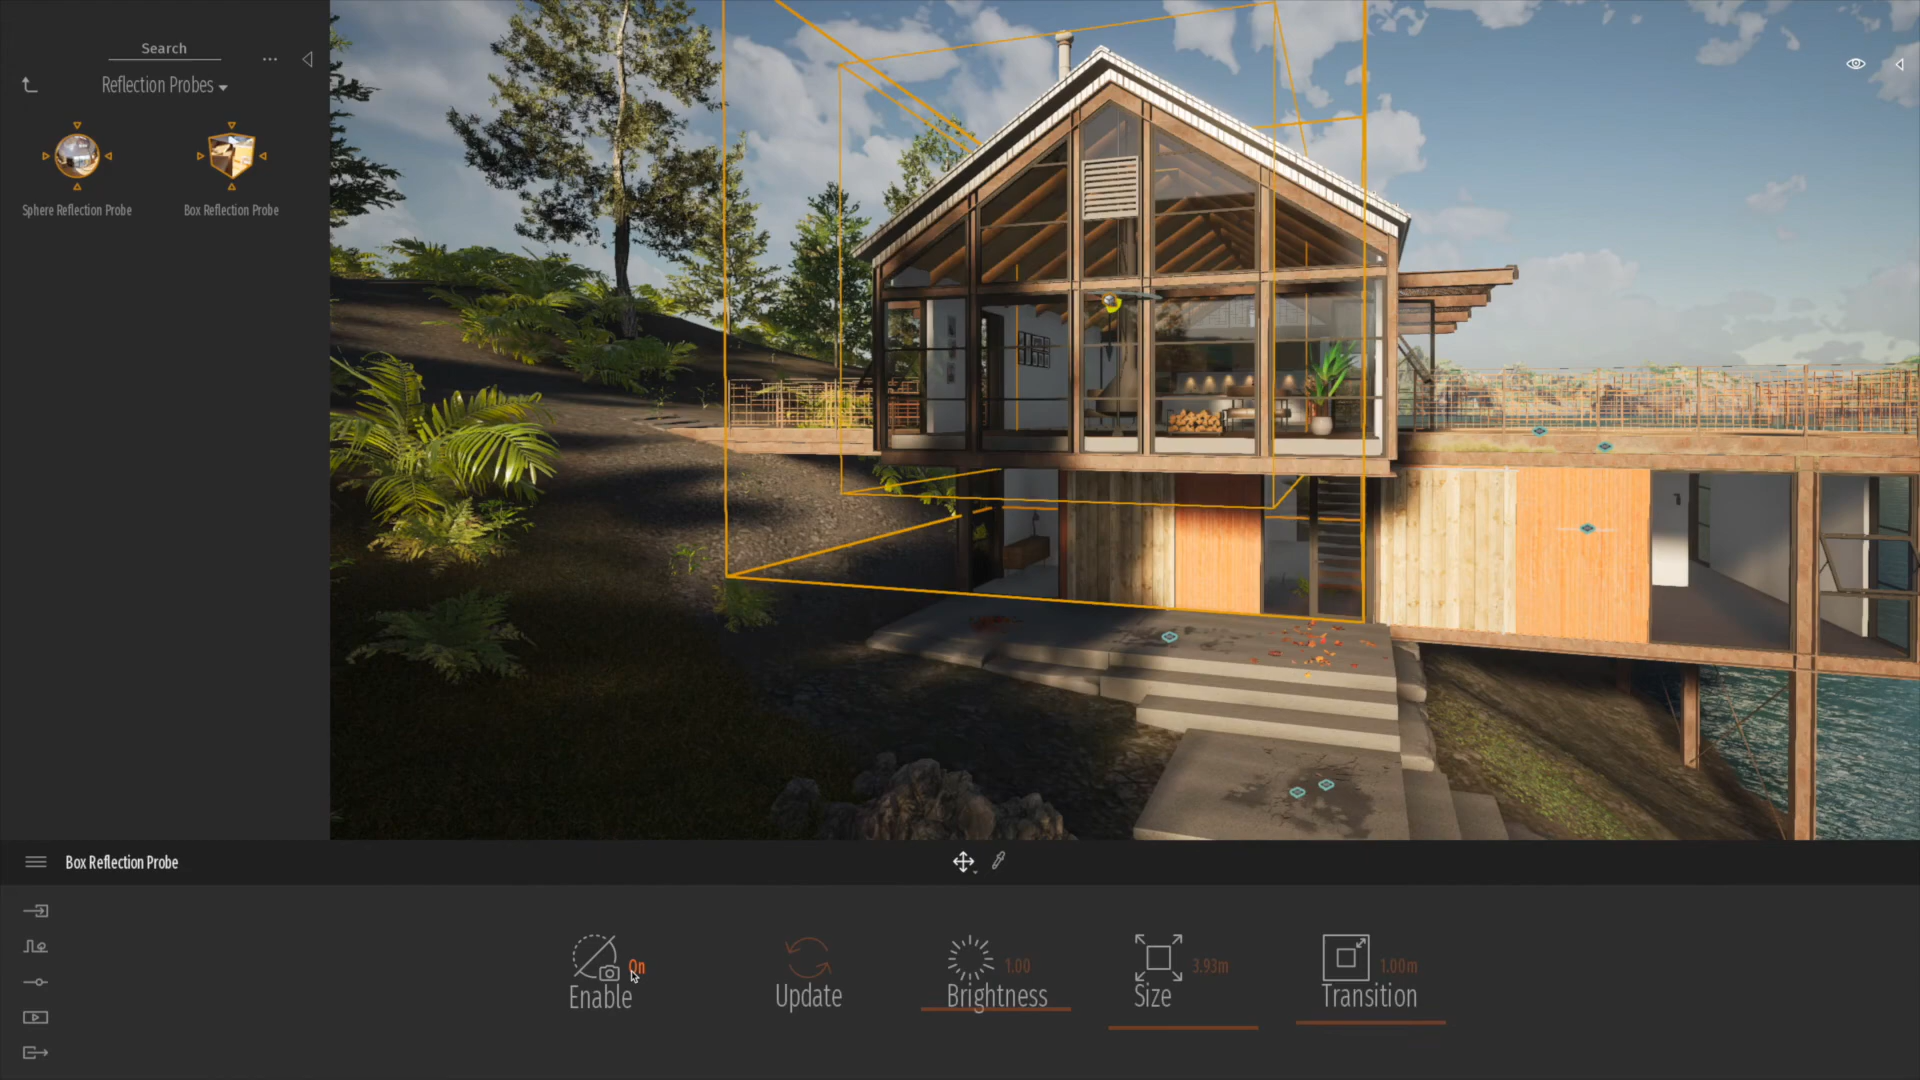 Search
Reflection Probes
Sphere Reflection Probe
Box Reflection Probe
Box Reflection Probe
On
Enable
Update
1.00
Brightness
3.93m
Size
1.00m
Transition